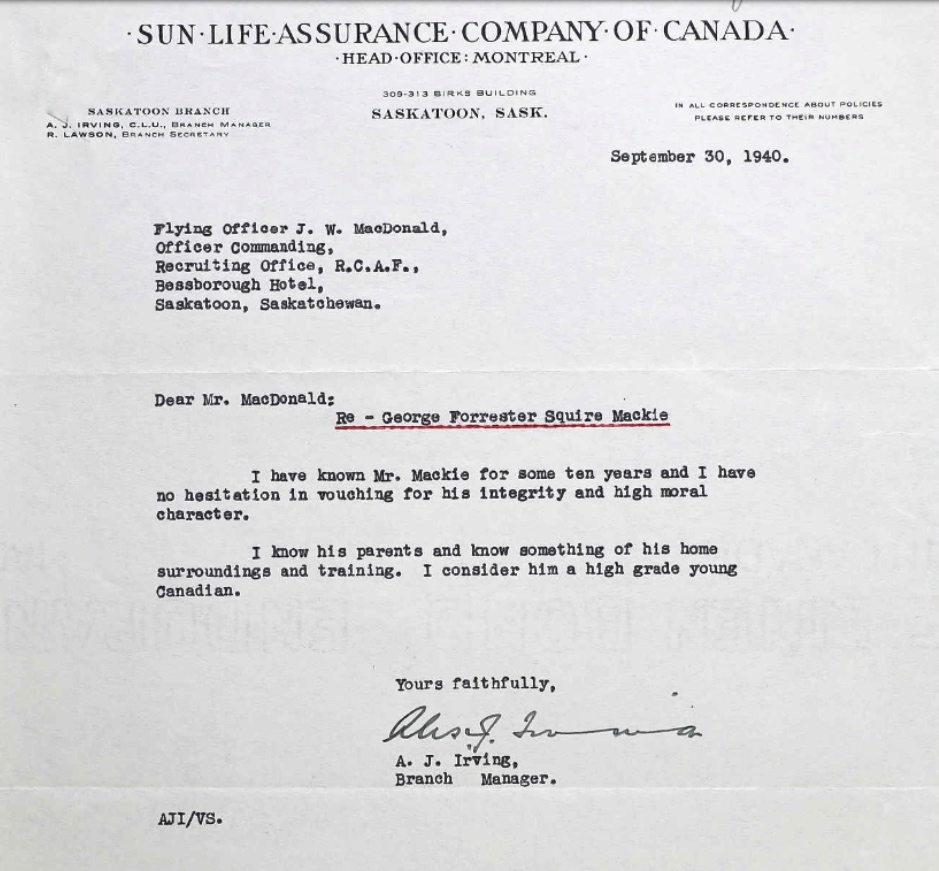 ·SUN·LIFE·ASSURANCE·COMPANY·OF·CANADA·
·HEAD·OFFICE: MONTREAL·
309-313 BIRKS BUILDING
SASKATOON, SASK.
SASKATOON BRANCH
A. J. IRVING, C.L.U., BRANCH MANAGER
R. LAWSON, BRANCH SECRETARY
IN ALL CORRESPONDENCE ABOUT POLICIES
PLEASE REFER TO THEIR NUMBERS
September 30, 1940.
Flying Officer J. W. MacDonald,
Officer Commanding,
Recruiting Office, R.C.A.F.,
Bessborough Hotel,
Saskatoon, Saskatchewan.
Dear Mr. MacDonald:
Re - George Forrester Squire Mackie
I have known Mr. Mackie for some ten years and I have
no hesitation in vouching for his integrity and high moral
character.
I know his parents and know something of his home
surroundings and training. I consider him a high grade young
Canadian.
Yours faithfully,
Alex J. Irving
A. J. Irving,
Branch Manager.
AJI/VS.